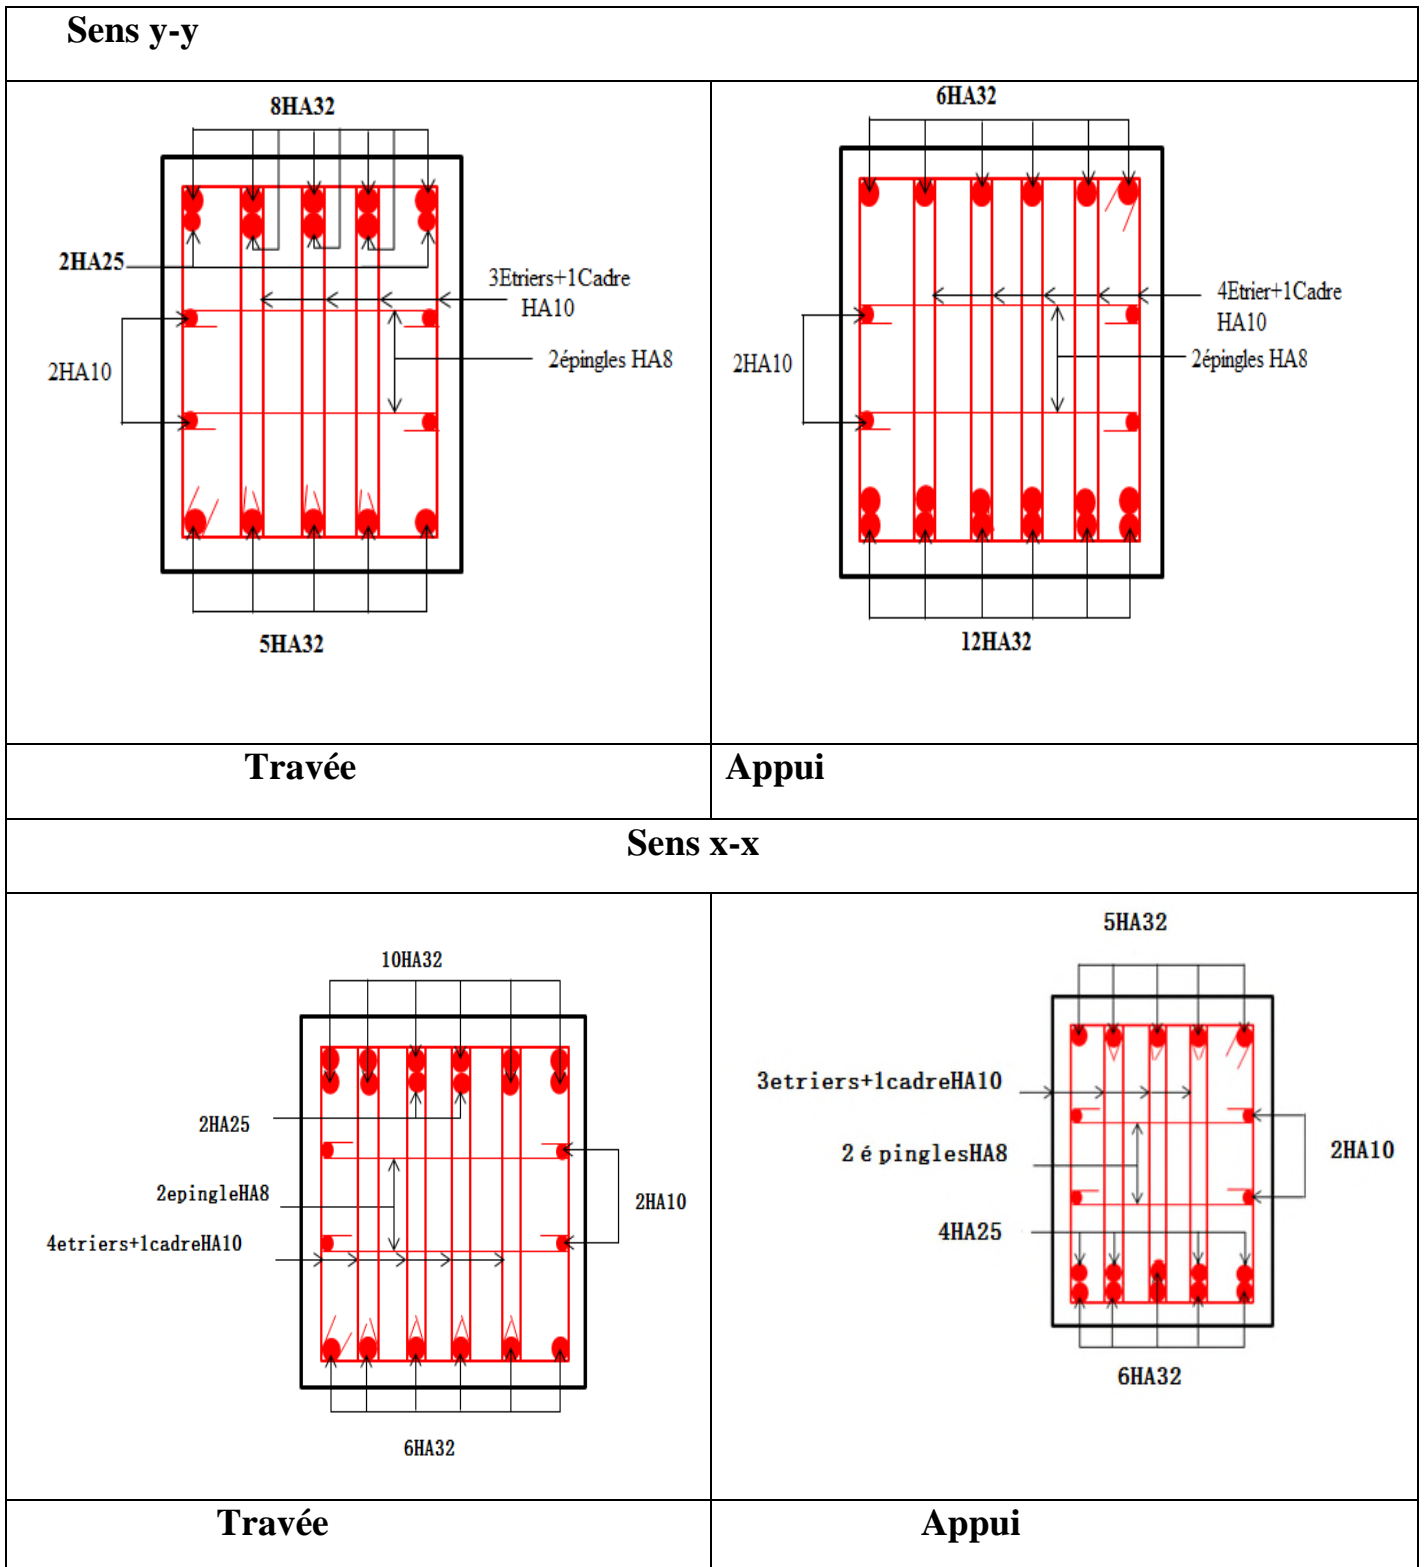 Sens y-y
8HA32
2HA25
3Etriers+1Cadre
HA10
2HA10
2épingles HA8
5HA32
6HA32
4Etrier+1Cadre
HA10
2HA10
2épingles HA8
12HA32
Travée
Appui
Sens x-x
10HA32
2HA25
2epingleHA8
2HA10
4etriers+1cadreHA10
6HA32
5HA32
3etriers+1cadreHA10
2 é pinglesHA8
2HA10
4HA25
6HA32
Travée
Appui